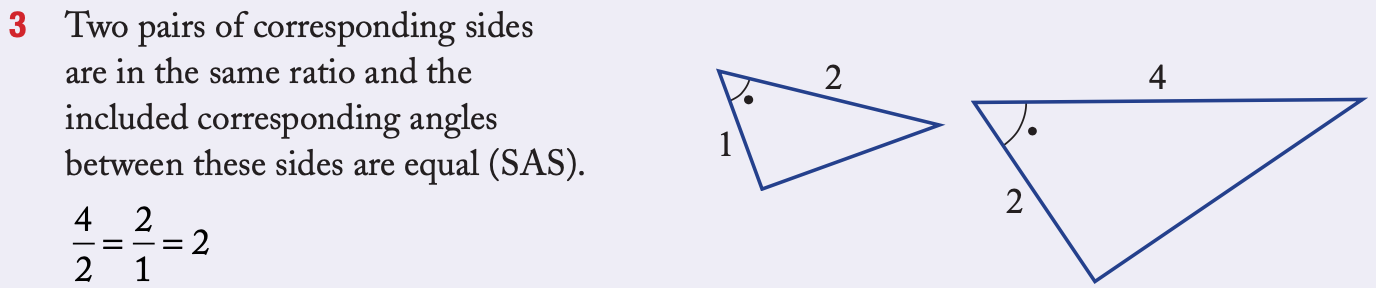 3 Two pairs of corresponding sides
are in the same ratio and the
included corresponding angles
between these sides are equal (SAS).
4/2 = 2/1 = 2
2
1
4
2